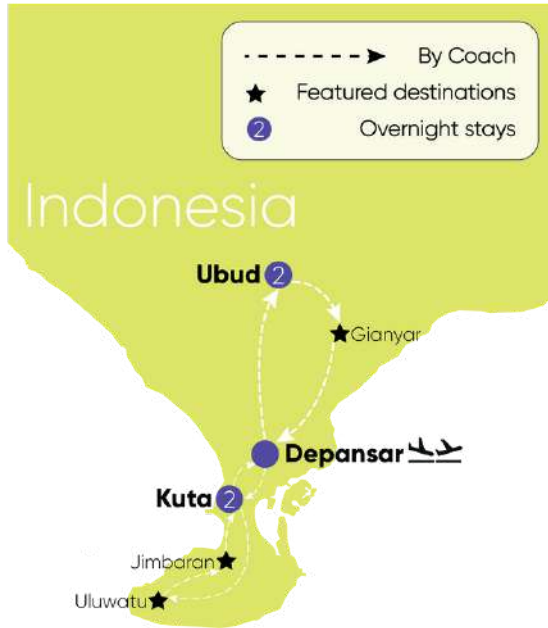 By Coach
Featured destinations
2 Overnight stays
Indonesia
Ubud 2
Gianyar
Depansar
Kuta 2
Jimbaran
Uluwatu